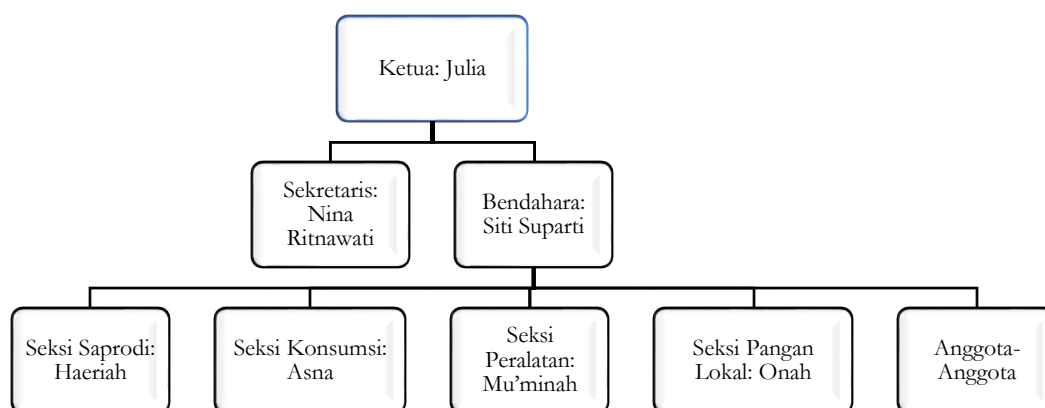 Ketua: Julia
Sekretaris:
Nina
Ritnawati
Bendahara:
Siti Suparti
Seksi Saprodi:
Haeriah
Seksi Konsumsi:
Asna
Seksi
Peralatan:
Mu’minah
Seksi Pangan
Lokal: Onah
Anggota-
Anggota